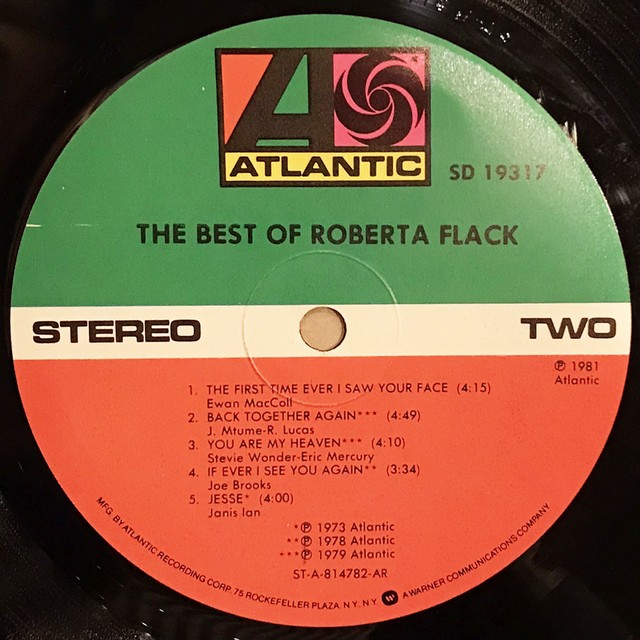 ATLANTIC
SD 19317
THE BEST OF ROBERTA FLACK
STEREO
TWO
℗ 1981
Atlantic
1. THE FIRST TIME EVER I SAW YOUR FACE (4:15)
Ewan MacColl
2. BACK TOGETHER AGAIN*** (4:49)
J. Mtume-R. Lucas
3. YOU ARE MY HEAVEN*** (4:10)
Stevie Wonder-Eric Mercury
4. IF EVER I SEE YOU AGAIN** (3:34)
Joe Brooks
5. JESSE* (4:00)
Janis Ian
*℗ 1973 Atlantic
**℗ 1978 Atlantic
***℗ 1979 Atlantic
ST-A-814782-AR
MFG. BY ATLANTIC RECORDING CORP. 75 ROCKEFELLER PLAZA, N.Y., N.Y. A WARNER COMMUNICATIONS COMPANY